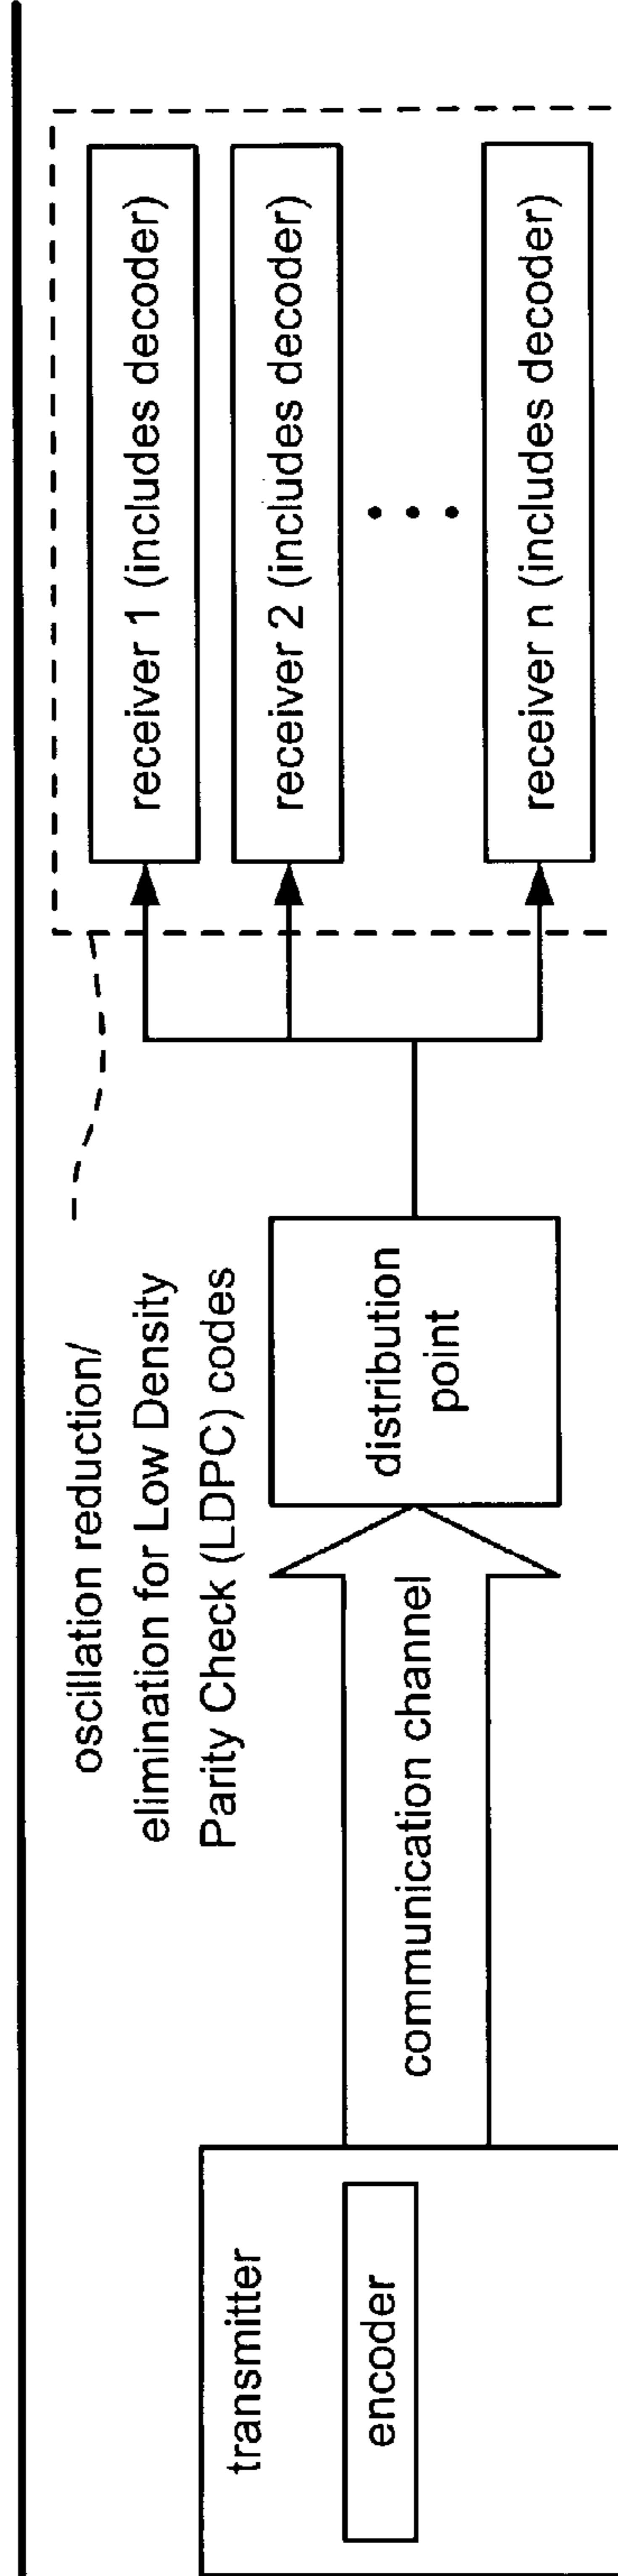 transmitter
encoder
communication channel
distribution
point
oscillation reduction/
elimination for Low Density
Parity Check (LDPC) codes
receiver 1 (includes decoder)
receiver 2 (includes decoder)
receiver n (includes decoder)